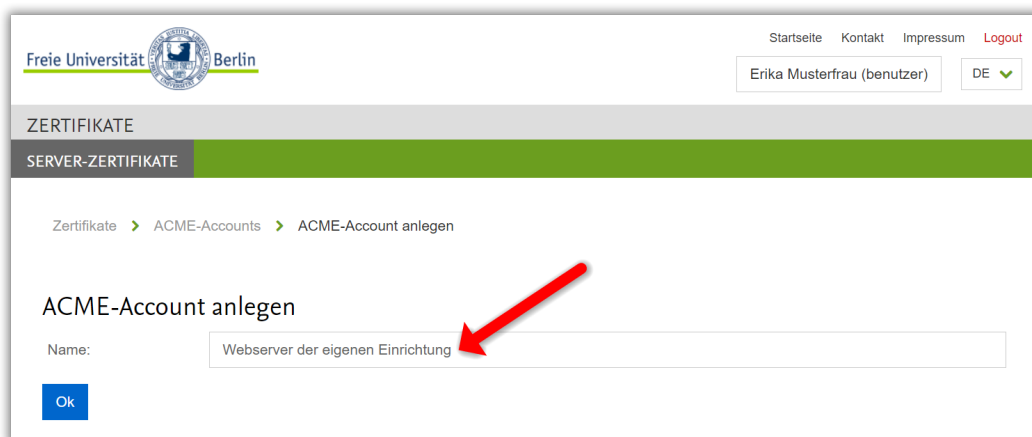 Startseite Kontakt Impressum Logout
Freie Universität Berlin
Erika Musterfrau (benutzer) DE
ZERTIFIKATE
SERVER-ZERTIFIKATE
Zertifikate > ACME-Accounts > ACME-Account anlegen
ACME-Account anlegen
Name: Webserver der eigenen Einrichtung
Ok